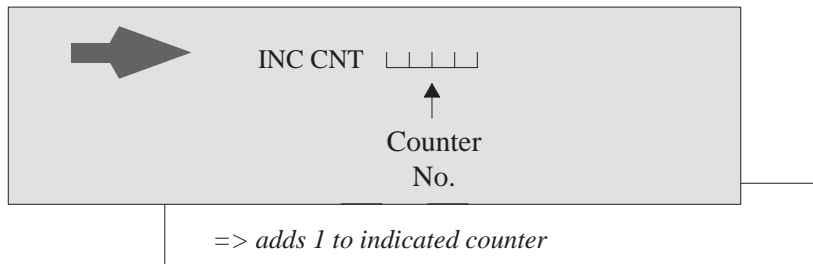 INC CNT
Counter
No.
=> adds 1 to indicated counter